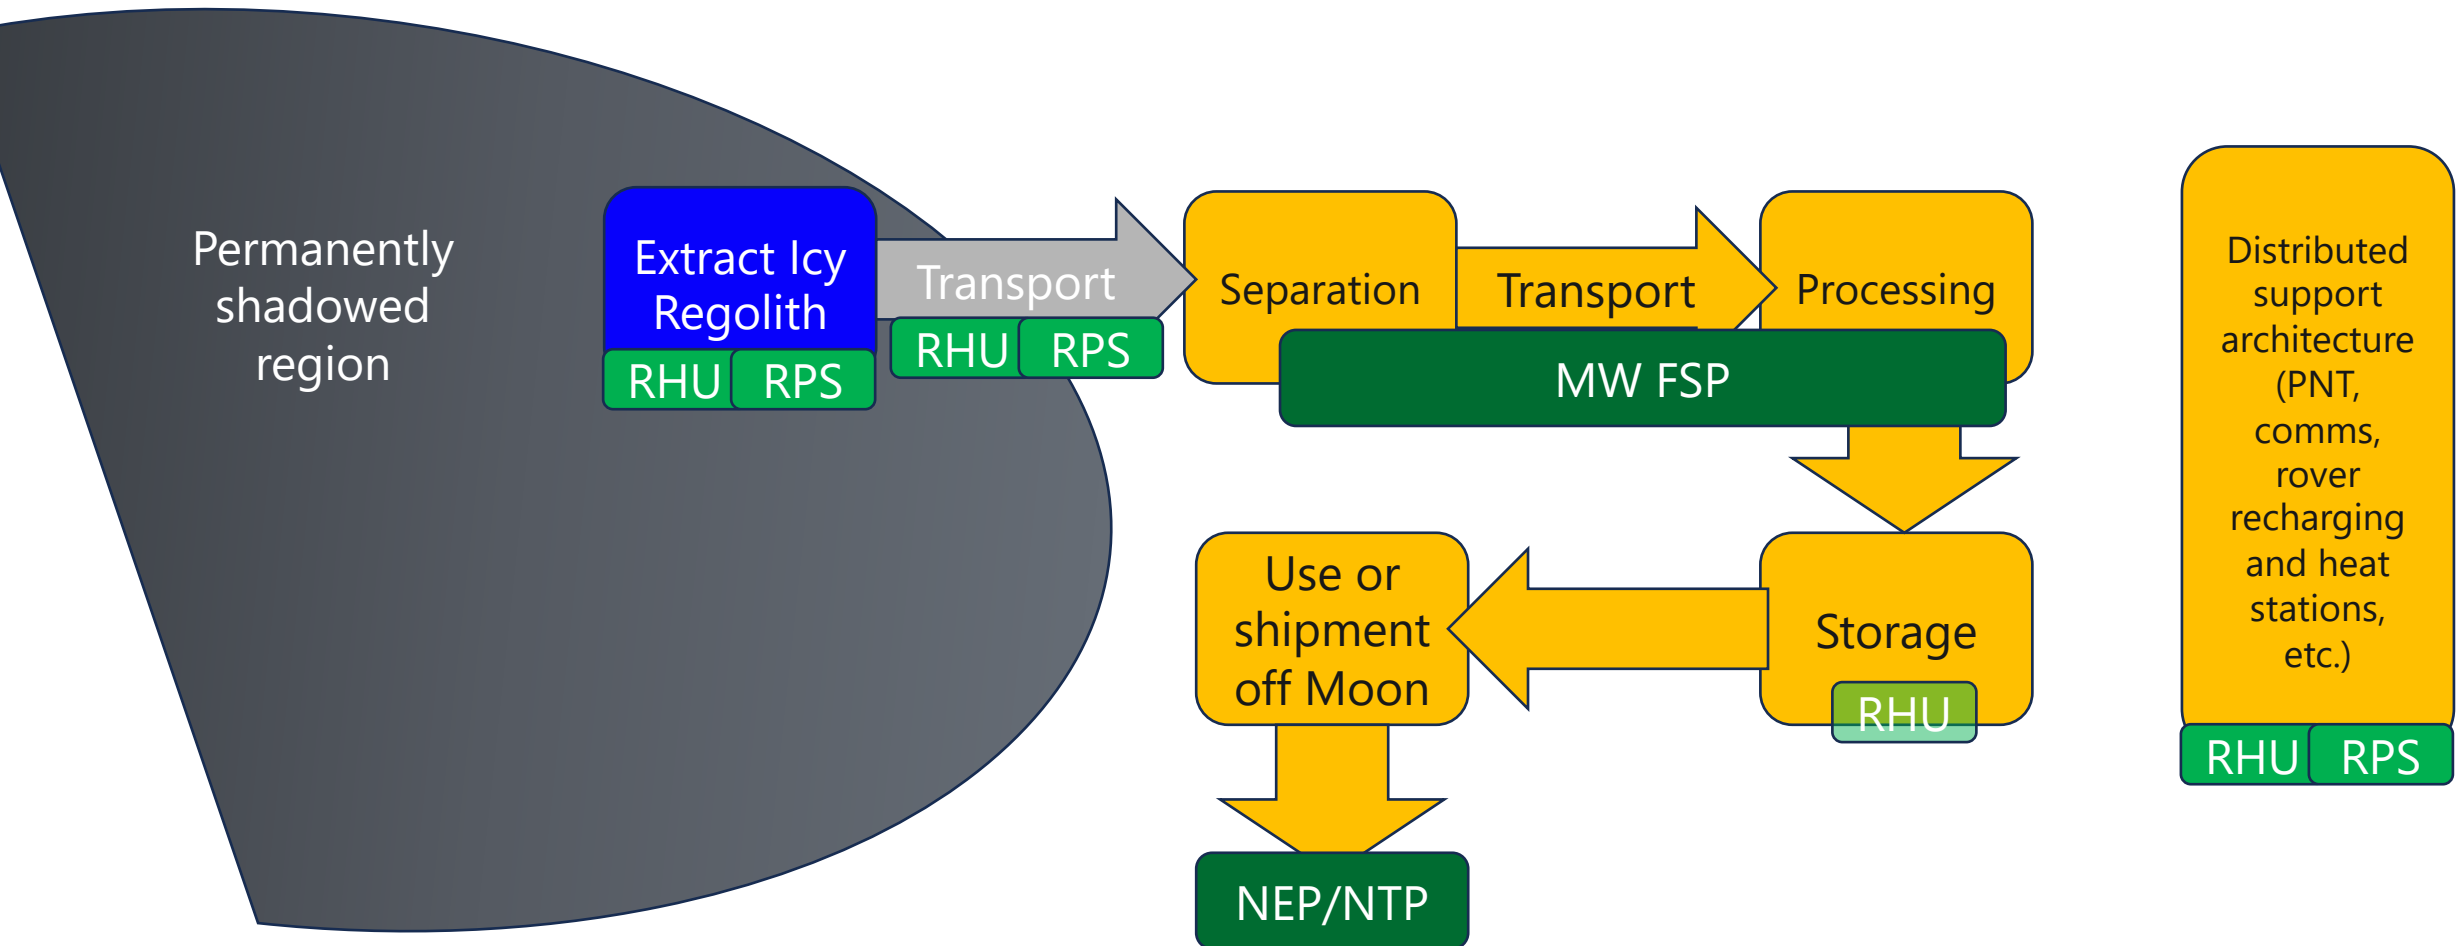 Permanently
shadowed
region
Extract Icy
Regolith
RHU
RPS
Transport
RHU
RPS
Separation
Transport
Processing
MW FSP
Storage
RHU
Use or
shipment
off Moon
NEP/NTP
Distributed
support
architecture
(PNT,
comms,
rover
recharging
and heat
stations,
etc.)
RHU
RPS